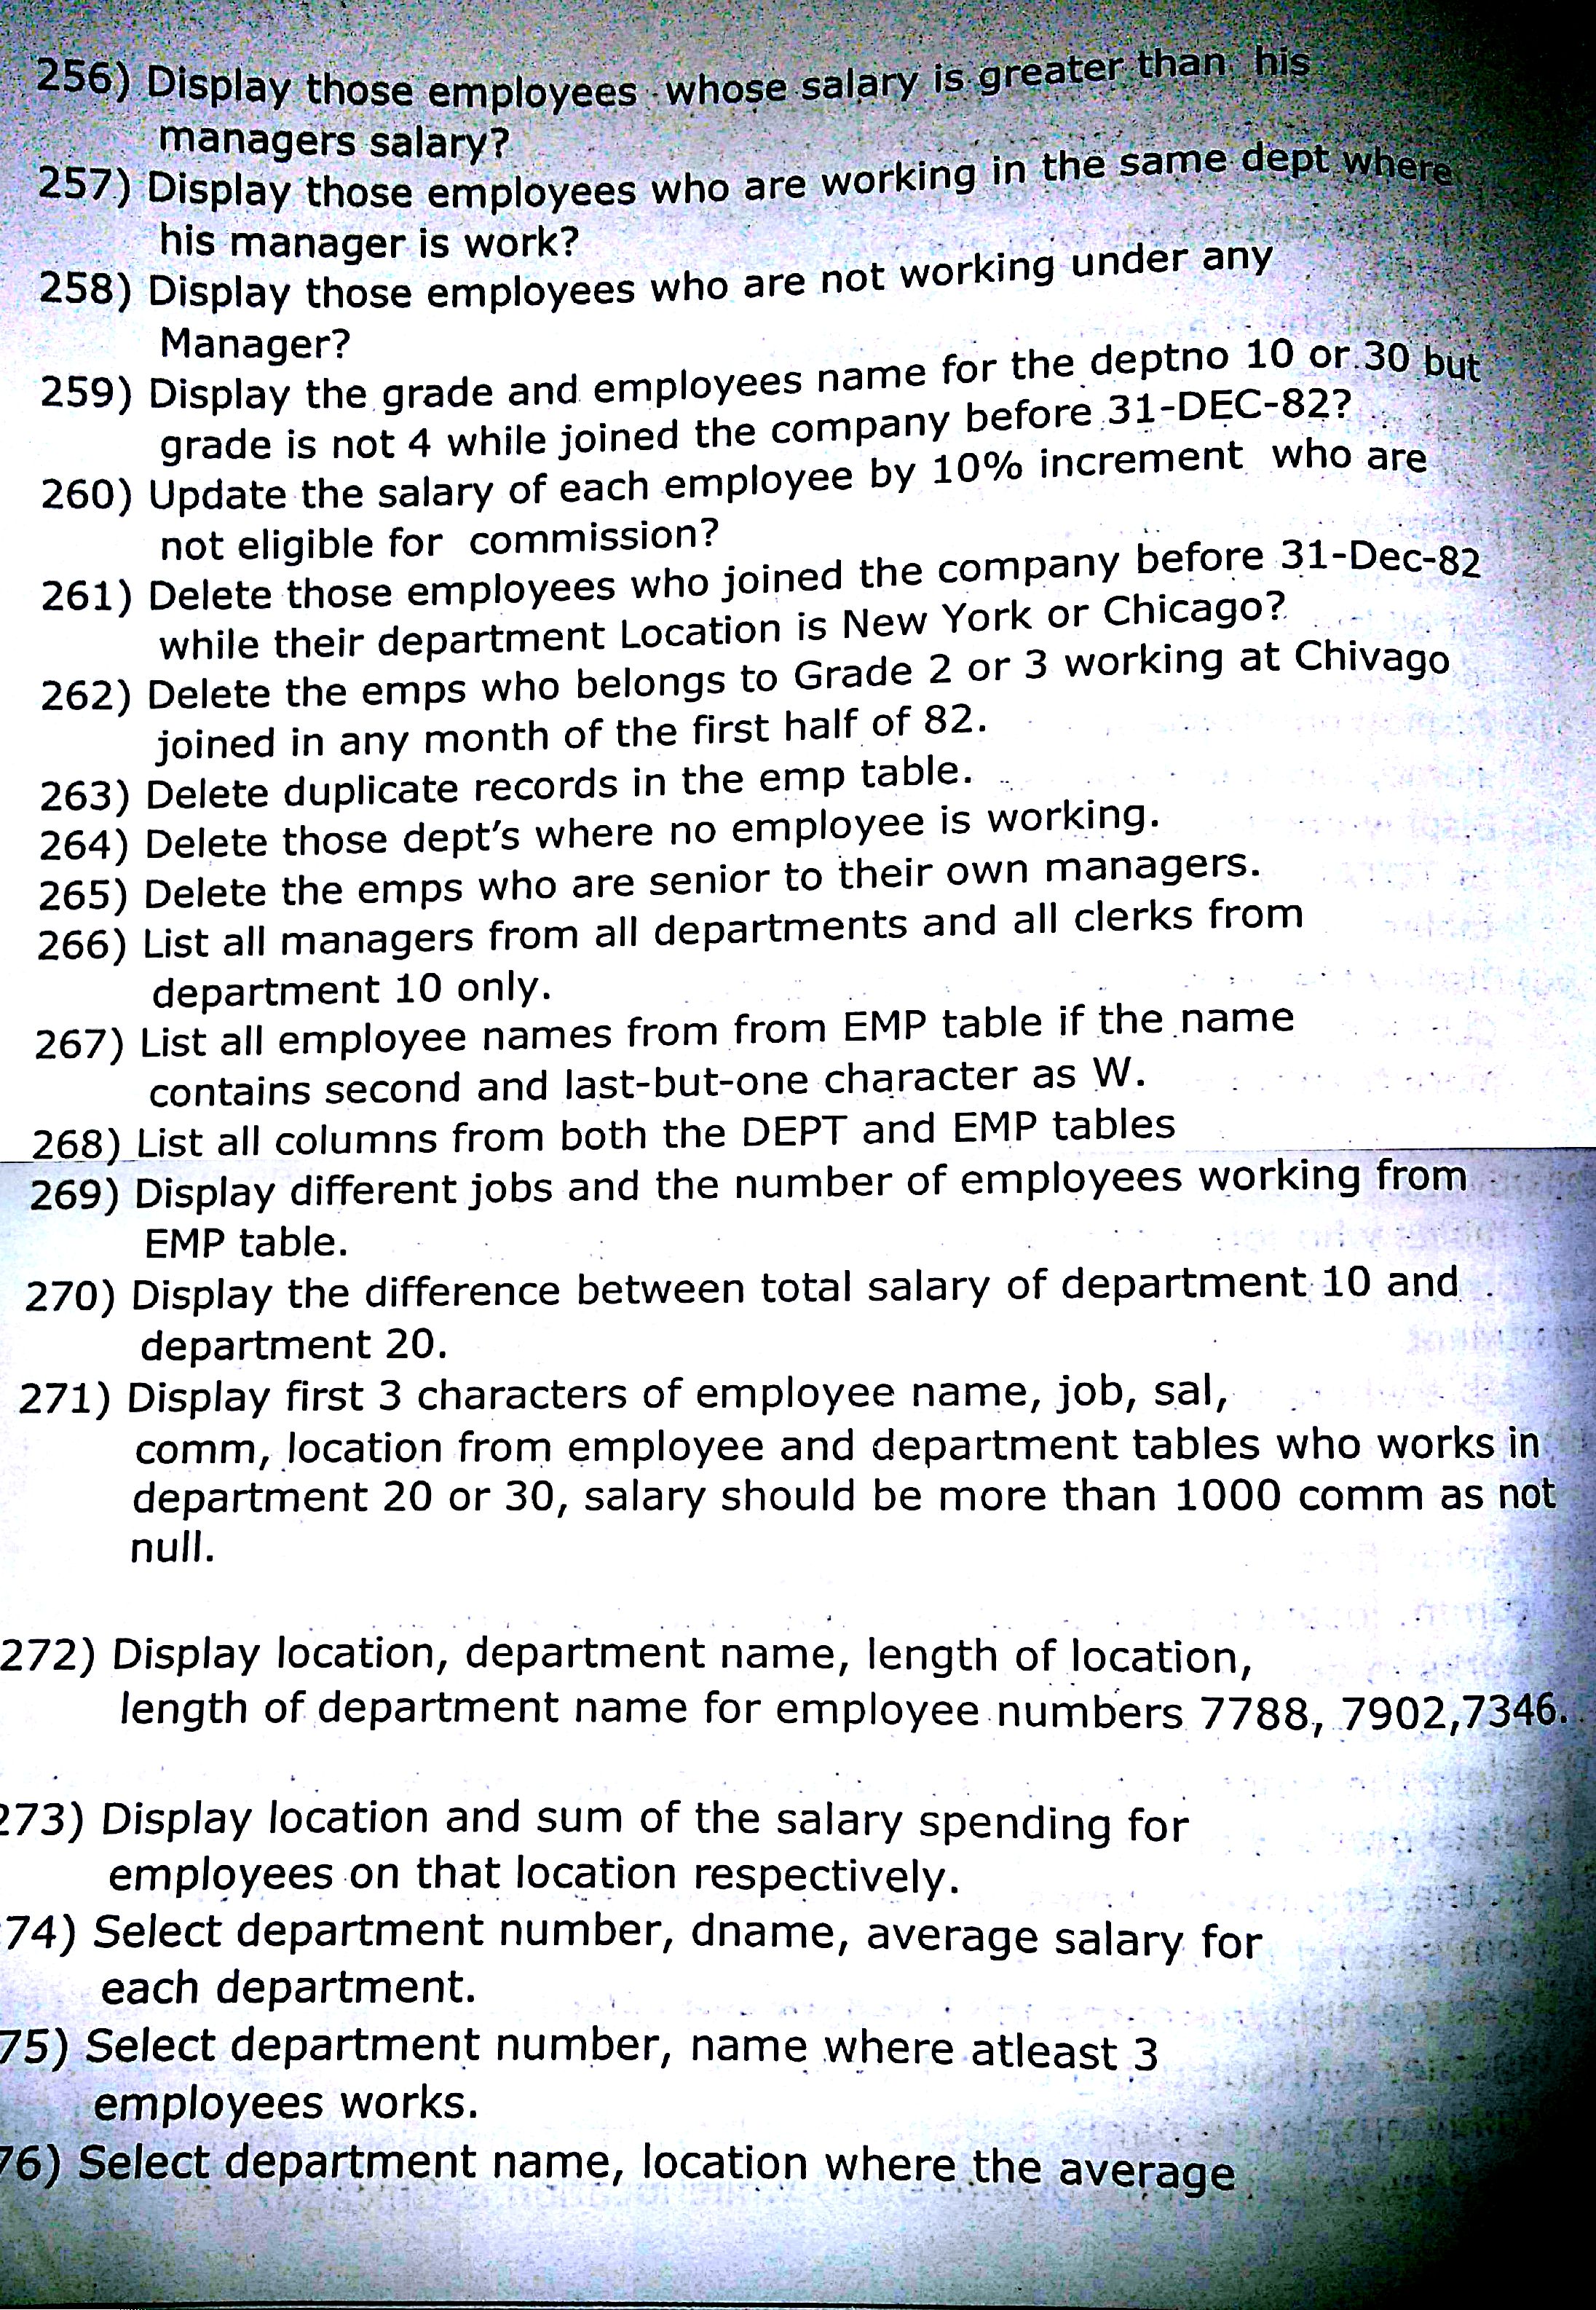 256) Display those employees whose salary is greater than his
managers salary?
257) Display those employees who are working in the same dept where
his manager is work?
258) Display those employees who are not working under any
Manager?
259) Display the grade and employees name for the deptno 10 or 30 but
grade is not 4 while joined the company before 31-DEC-82?
260) Update the salary of each employee by 10% increment who are
not eligible for commission?
261) Delete those employees who joined the company before 31-Dec-82
while their department Location is New York or Chicago?
262) Delete the emps who belongs to Grade 2 or 3 working at Chivago
joined in any month of the first half of 82.
263) Delete duplicate records in the emp table.
264) Delete those dept's where no employee is working.
265) Delete the emps who are senior to their own managers.
266) List all managers from all departments and all clerks from
department 10 only.
267) List all employee names from from EMP table if the name
contains second and last-but-one character as W.
268) List all columns from both the DEPT and EMP tables
269) Display different jobs and the number of employees working from
EMP table.
270) Display the difference between total salary of department 10 and
department 20.
271) Display first 3 characters of employee name, job, sal,
comm, location from employee and department tables who works in
department 20 or 30, salary should be more than 1000 comm as not
null.
272) Display location, department name, length of location,
length of department name for employee numbers 7788, 7902,7346.
273) Display location and sum of the salary spending for
employees on that location respectively.
74) Select department number, dname, average salary for
each department.
75) Select department number, name where atleast 3
employees works.
76) Select department name, location where the average